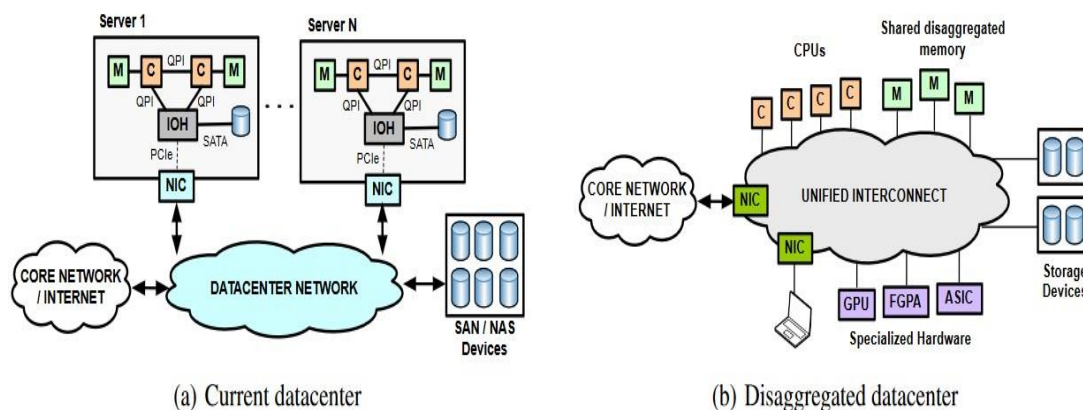 Server 1
QPI
M
C
C
M
QPI
QPI
IOH
SATA
PCIe
NIC
. . .
Server N
QPI
M
C
C
M
QPI
QPI
IOH
SATA
PCIe
NIC
CORE NETWORK
/ INTERNET
DATACENTER NETWORK
SAN / NAS
Devices
(a) Current datacenter
CPUs
Shared disaggregated
memory
C
C
C
C
M
M
M
CORE NETWORK
/ INTERNET
NIC
UNIFIED INTERCONNECT
NIC
GPU
FGPA
ASIC
Specialized Hardware
Storage
Devices
(b) Disaggregated datacenter